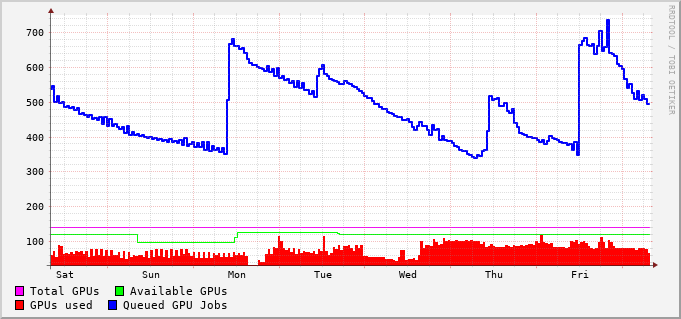 RRDTOOL / TOBI OETIKER
700
600
500
400
300
200
100
Sat Sun Mon Tue Wed Thu Fri
Total GPUs Available GPUs
GPUs used Queued GPU Jobs